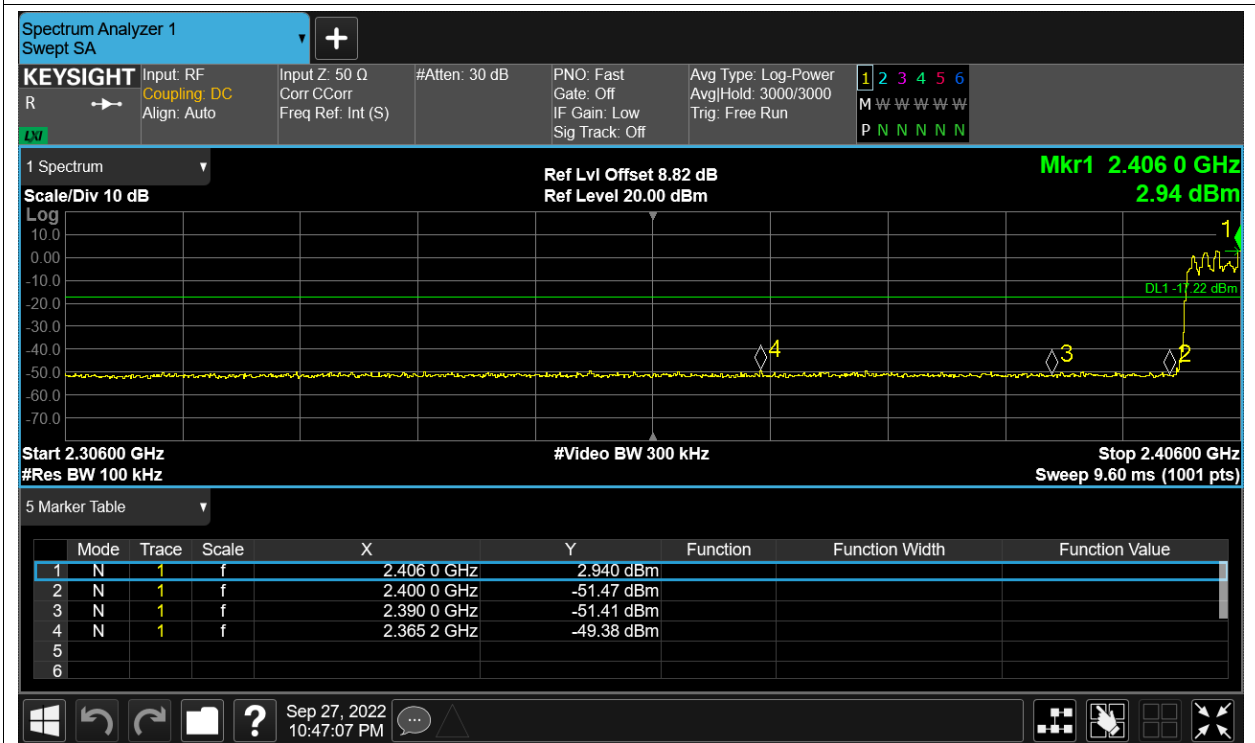 Spectrum Analyzer 1
Swept SA
KEYSIGHT
R
LXI
Input: RF
Coupling: DC
Align: Auto
Input Z: 50 Ω
Corr CCorr
Freq Ref: Int (S)
#Atten: 30 dB
PNO: Fast
Gate: Off
IF Gain: Low
Sig Track: Off
Avg Type: Log-Power
Avg|Hold: 3000/3000
Trig: Free Run
1 2 3 4 5 6
M W W W W W W
P N N N N N
1 Spectrum
Scale/Div 10 dB
Ref Lvl Offset 8.82 dB
Ref Level 20.00 dBm
Mkr1 2.406 0 GHz
2.94 dBm
Log
10.0
0.00
-10.0
-20.0
-30.0
-40.0
-50.0
-60.0
-70.0
1
DL1 -17.22 dBm
4
3
2
Start 2.30600 GHz
#Video BW 300 kHz
Stop 2.40600 GHz
#Res BW 100 kHz
Sweep 9.60 ms (1001 pts)
5 Marker Table
Mode Trace Scale X Y Function Function Width Function Value
1 N 1 f 2.406 0 GHz 2.940 dBm
2 N 1 f 2.400 0 GHz -51.47 dBm
3 N 1 f 2.390 0 GHz -51.41 dBm
4 N 1 f 2.365 2 GHz -49.38 dBm
5
6
?
Sep 27, 2022
10:47:07 PM